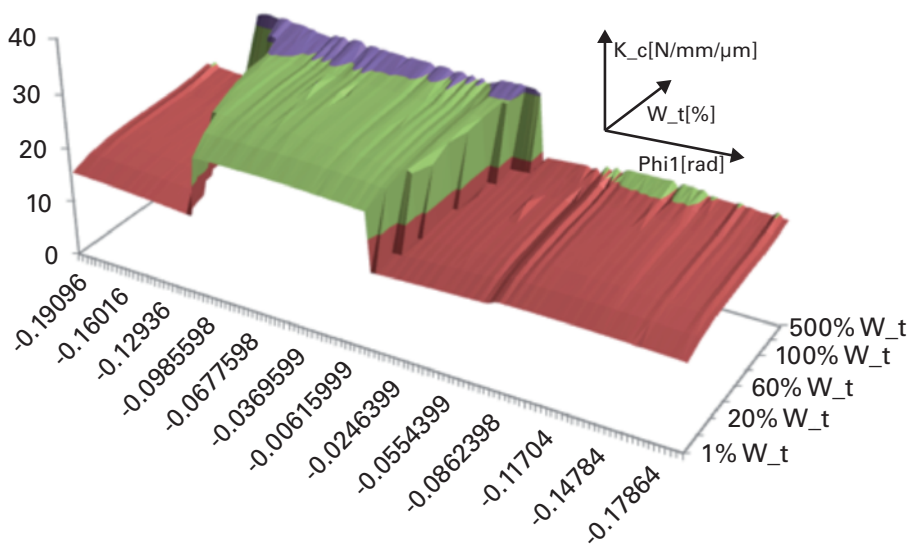 40
30
20
10
0
K_c[N/mm/µm]
W_t[%]
Phi1[rad]
-0.19096
-0.16016
-0.12936
-0.0985598
-0.0677598
-0.0369599
-0.00615999
-0.0246399
-0.0554399
-0.0862398
-0.11704
-0.14784
-0.17864
500% W_t
100% W_t
60% W_t
20% W_t
1% W_t